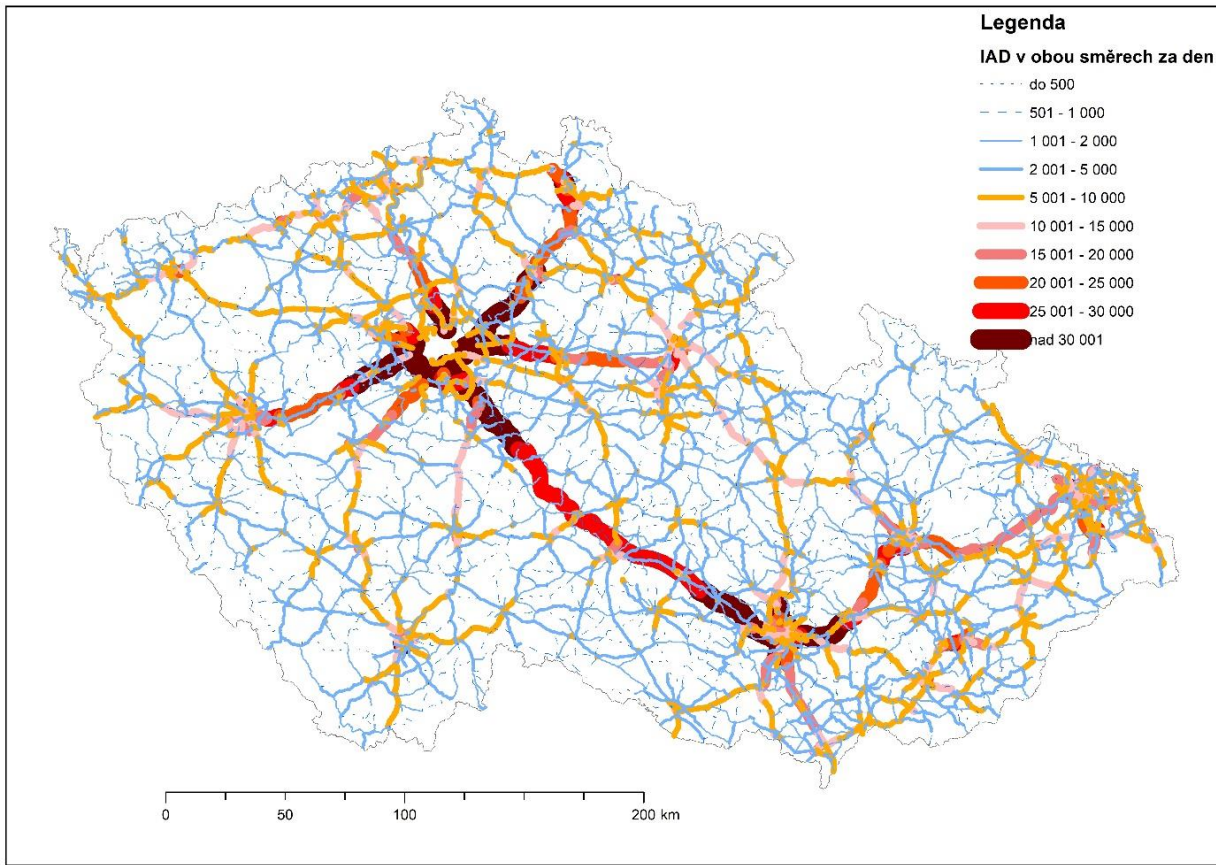 Legenda
IAD v obou směrech za den
do 500
501 - 1 000
1 001 - 2 000
2 001 - 5 000
5 001 - 10 000
10 001 - 15 000
15 001 - 20 000
20 001 - 25 000
25 001 - 30 000
nad 30 001
0 50 100 200 km